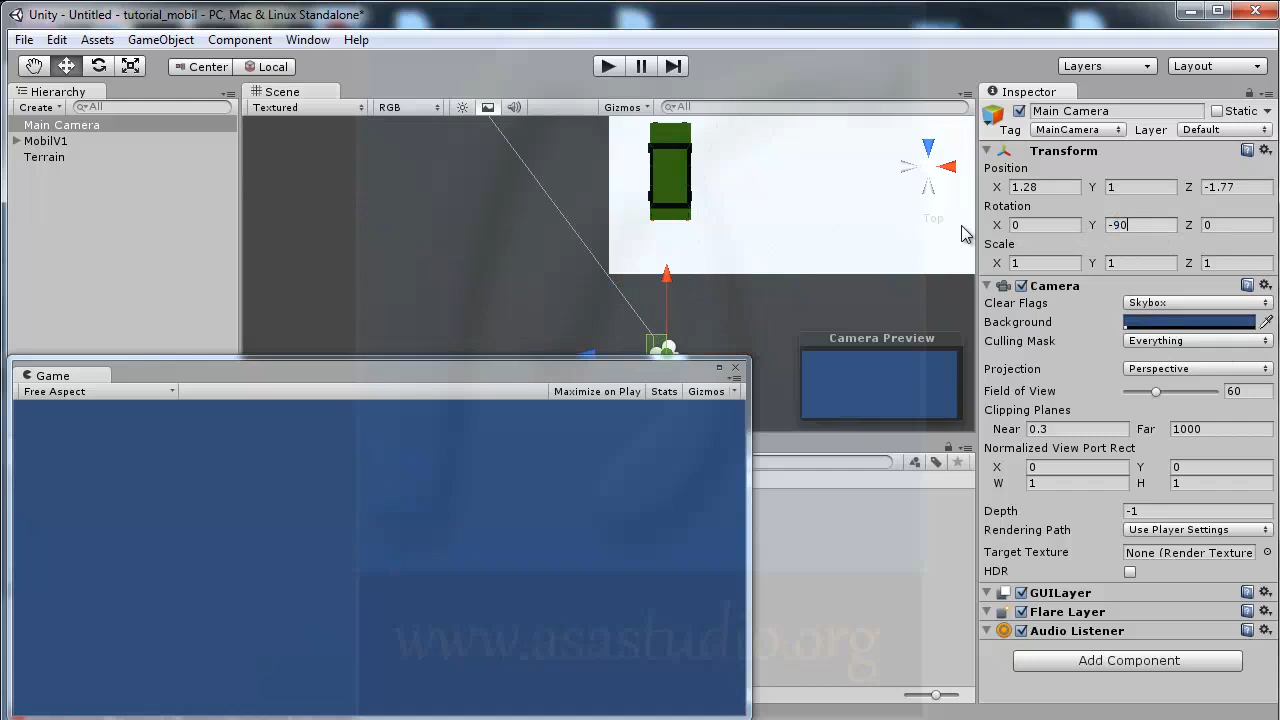 Unity - Untitled - tutorial_mobil - PC, Mac & Linux Standalone*
File Edit Assets GameObject Component Window Help
Center Local Layers Layout
Hierarchy
Create All
Main Camera
MobilV1
Terrain
Scene
Textured RGB Gizmos All
Top
Camera Preview
Game
Free Aspect Maximize on Play Stats Gizmos
www.asastudio.org
Inspector
Main Camera Static
Tag MainCamera Layer Default
Transform
Position
X 1.28 Y 1 Z -1.77
Rotation
X 0 Y -90 Z 0
Scale
X 1 Y 1 Z 1
Camera
Clear Flags Skybox
Background
Culling Mask Everything
Projection Perspective
Field of View 60
Clipping Planes
Near 0.3 Far 1000
Normalized View Port Rect
X 0 Y 0
W 1 H 1
Depth -1
Rendering Path Use Player Settings
Target Texture None (Render Texture
HDR
GUILayer
Flare Layer
Audio Listener
Add Component